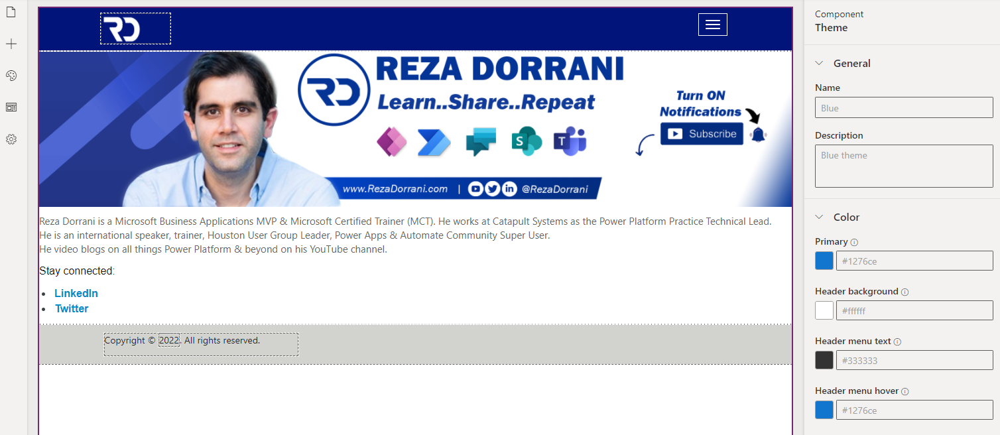 RD
REZA DORRANI
RD
Learn..Share..Repeat
Turn ON
Notifications
Subscribe
S
T
www.RezaDorrani.com | @RezaDorrani
in
Reza Dorrani is a Microsoft Business Applications MVP & Microsoft Certified Trainer (MCT). He works at Catapult Systems as the Power Platform Practice Technical Lead.
He is an international speaker, trainer, Houston User Group Leader, Power Apps & Automate Community Super User.
He video blogs on all things Power Platform & beyond on his YouTube channel.
Stay connected:
LinkedIn
Twitter
Copyright © 2022. All rights reserved.
Component
Theme
General
Name
Blue
Description
Blue theme
Color
Primary
#1276ce
Header background
#ffffff
Header menu text
#333333
Header menu hover
#1276ce